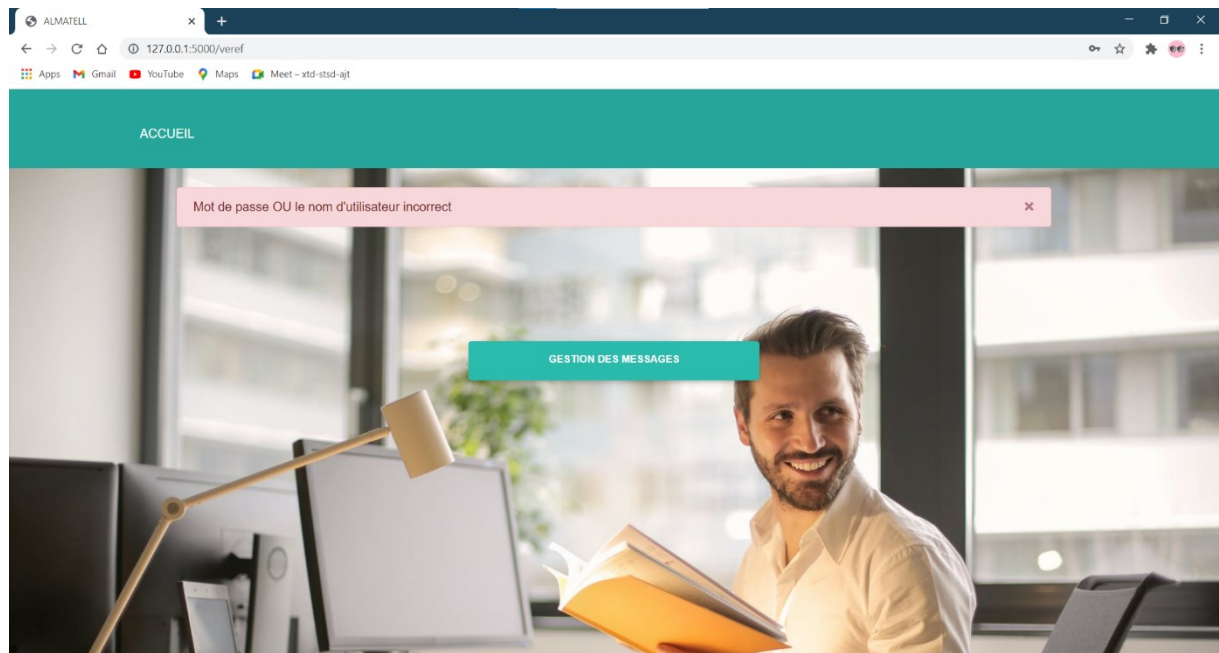 ALMATELL
127.0.0.1:5000/veref
Apps Gmail YouTube Maps Meet – xtd-stsd-ajt
ACCUEIL
Mot de passe OU le nom d'utilisateur incorrect
GESTION DES MESSAGES